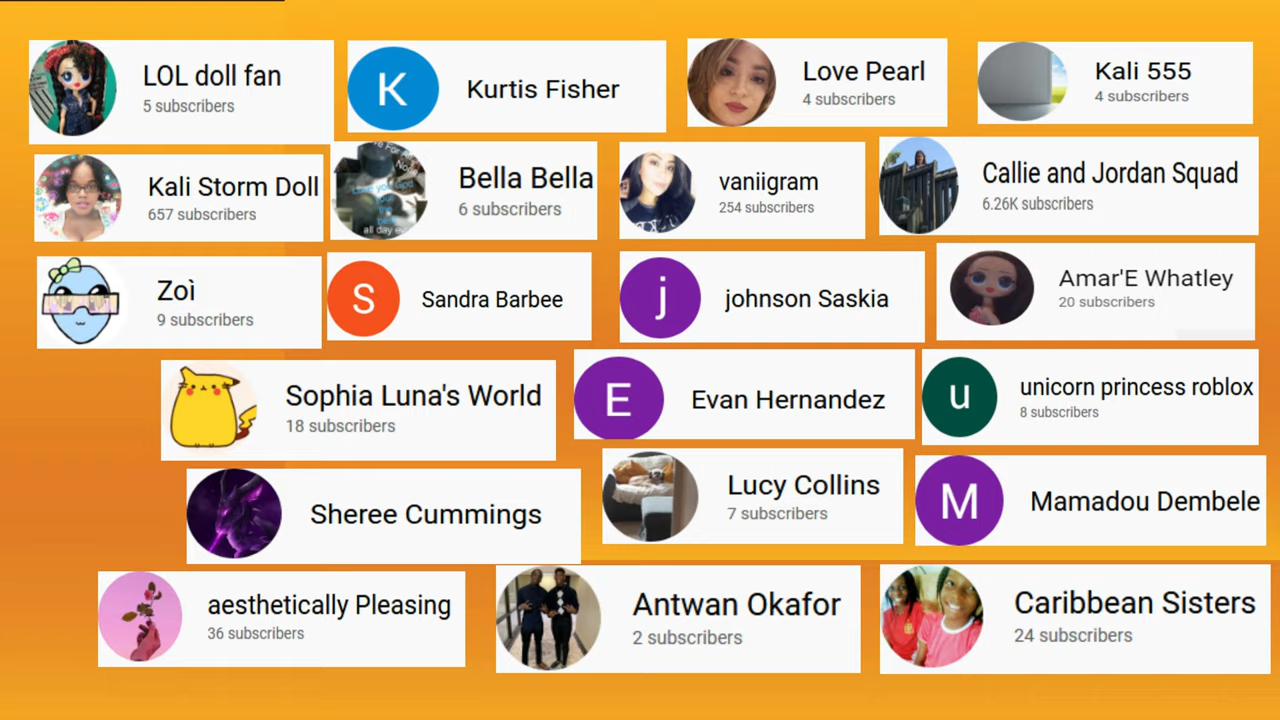 LOL doll fan
5 subscribers
K
Kurtis Fisher
Love Pearl
4 subscribers
Kali 555
4 subscribers
Kali Storm Doll
657 subscribers
all day
Bella Bella
6 subscribers
vaniigram
254 subscribers
Callie and Jordan Squad
6.26K subscribers
Zoì
9 subscribers
S
Sandra Barbee
j
johnson Saskia
Amar'E Whatley
20 subscribers
Sophia Luna's World
18 subscribers
E
Evan Hernandez
u
unicorn princess roblox
8 subscribers
Sheree Cummings
Lucy Collins
7 subscribers
M
Mamadou Dembele
aesthetically Pleasing
36 subscribers
Antwan Okafor
2 subscribers
Caribbean Sisters
24 subscribers